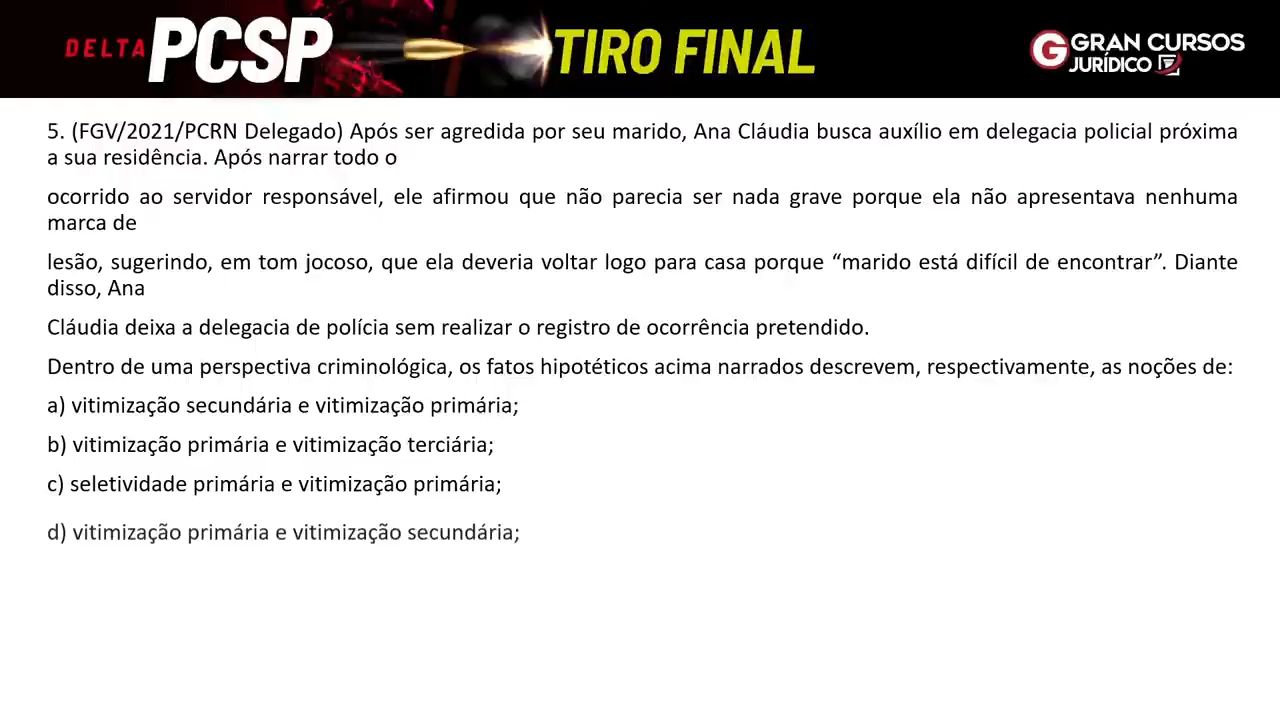 DELTA PCSP TIRO FINAL GRAN CURSOS
JURÍDICO
5. (FGV/2021/PCRN Delegado) Após ser agredida por seu marido, Ana Cláudia busca auxílio em delegacia policial próxima
a sua residência. Após narrar todo o
ocorrido ao servidor responsável, ele afirmou que não parecia ser nada grave porque ela não apresentava nenhuma
marca de
lesão, sugerindo, em tom jocoso, que ela deveria voltar logo para casa porque “marido está difícil de encontrar”. Diante
disso, Ana
Cláudia deixa a delegacia de polícia sem realizar o registro de ocorrência pretendido.
Dentro de uma perspectiva criminológica, os fatos hipotéticos acima narrados descrevem, respectivamente, as noções de:
a) vitimização secundária e vitimização primária;
b) vitimização primária e vitimização terciária;
c) seletividade primária e vitimização primária;
d) vitimização primária e vitimização secundária;